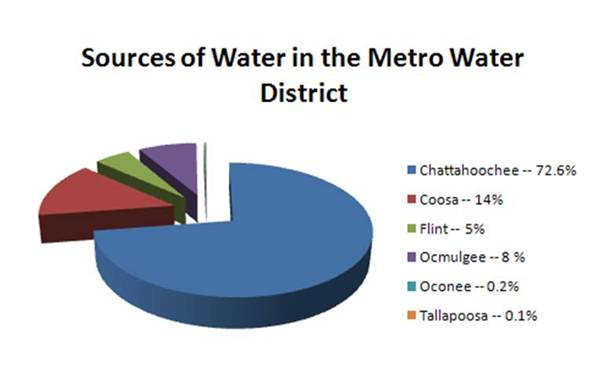 Sources of Water in the Metro Water
District
Chattahoochee -- 72.6%
Coosa -- 14%
Flint -- 5%
Ocmulgee -- 8 %
Oconee -- 0.2%
Tallapoosa -- 0.1%